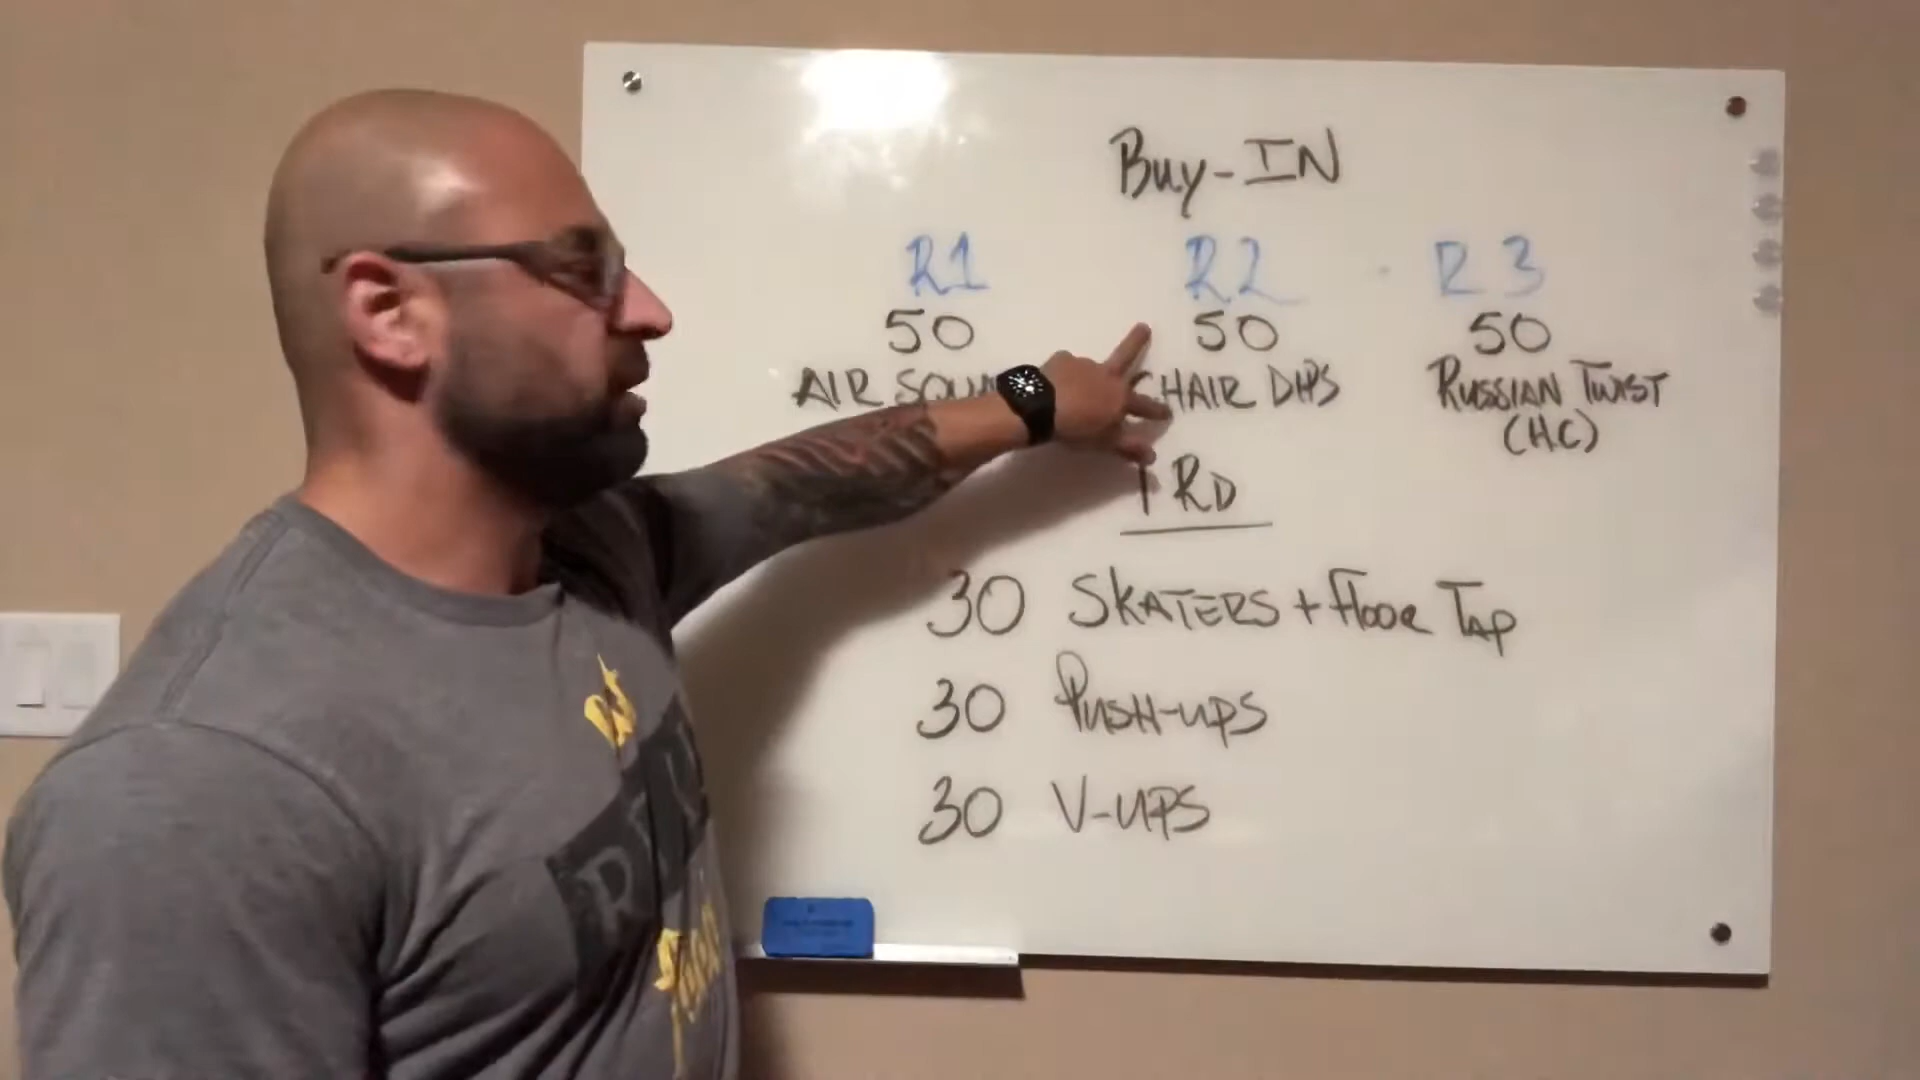 Buy-IN
R1 R2 R3
50 50 50
AIR CHAIR DIPS RUSSIAN TWIST
(H.C)
1 RD
30 SKATERS + Floor TAP
30 PUSH-UPS
30 V-UPS